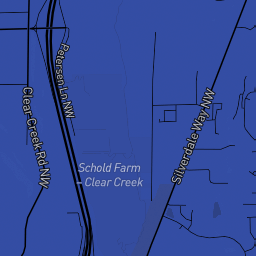 Petersen Ln NW
Clear Creek Rd NW
Silverdale Way NW
Schold Farm
- Clear Creek